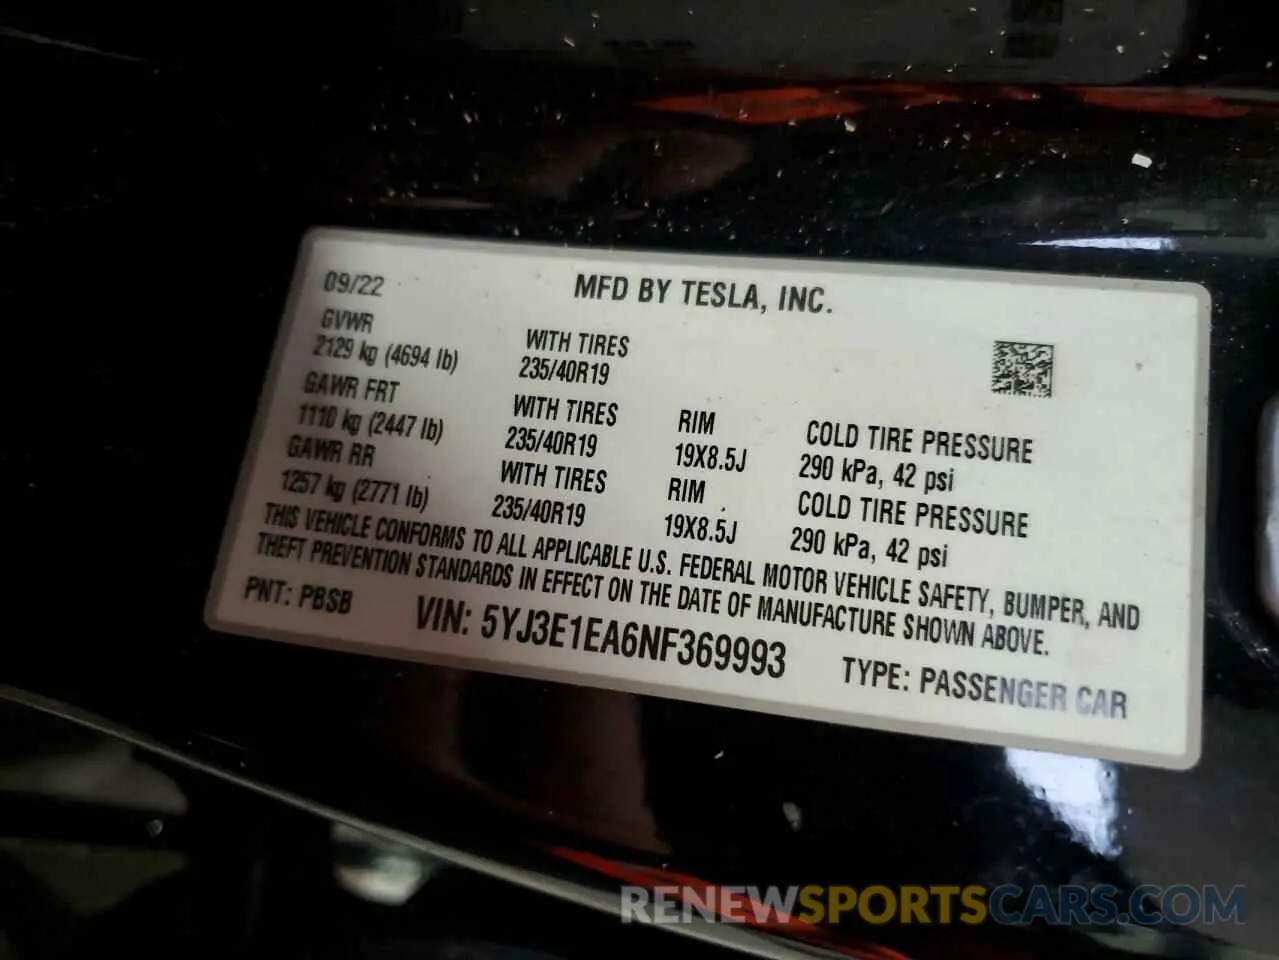 09/22 MFD BY TESLA, INC.
GVWR
2129 kg (4694 lb) WITH TIRES
235/40R19
GAWR FRT
1110 kg (2447 lb) WITH TIRES RIM COLD TIRE PRESSURE
235/40R19 19X8.5J 290 kPa, 42 psi
GAWR RR
1257 kg (2771 lb) WITH TIRES RIM COLD TIRE PRESSURE
235/40R19 19X8.5J 290 kPa, 42 psi
THIS VEHICLE CONFORMS TO ALL APPLICABLE U.S. FEDERAL MOTOR VEHICLE SAFETY, BUMPER, AND
THEFT PREVENTION STANDARDS IN EFFECT ON THE DATE OF MANUFACTURE SHOWN ABOVE.
PNT: PBSB VIN: 5YJ3E1EA6NF369993 TYPE: PASSENGER CAR
RENEWSPORTSCARS.COM